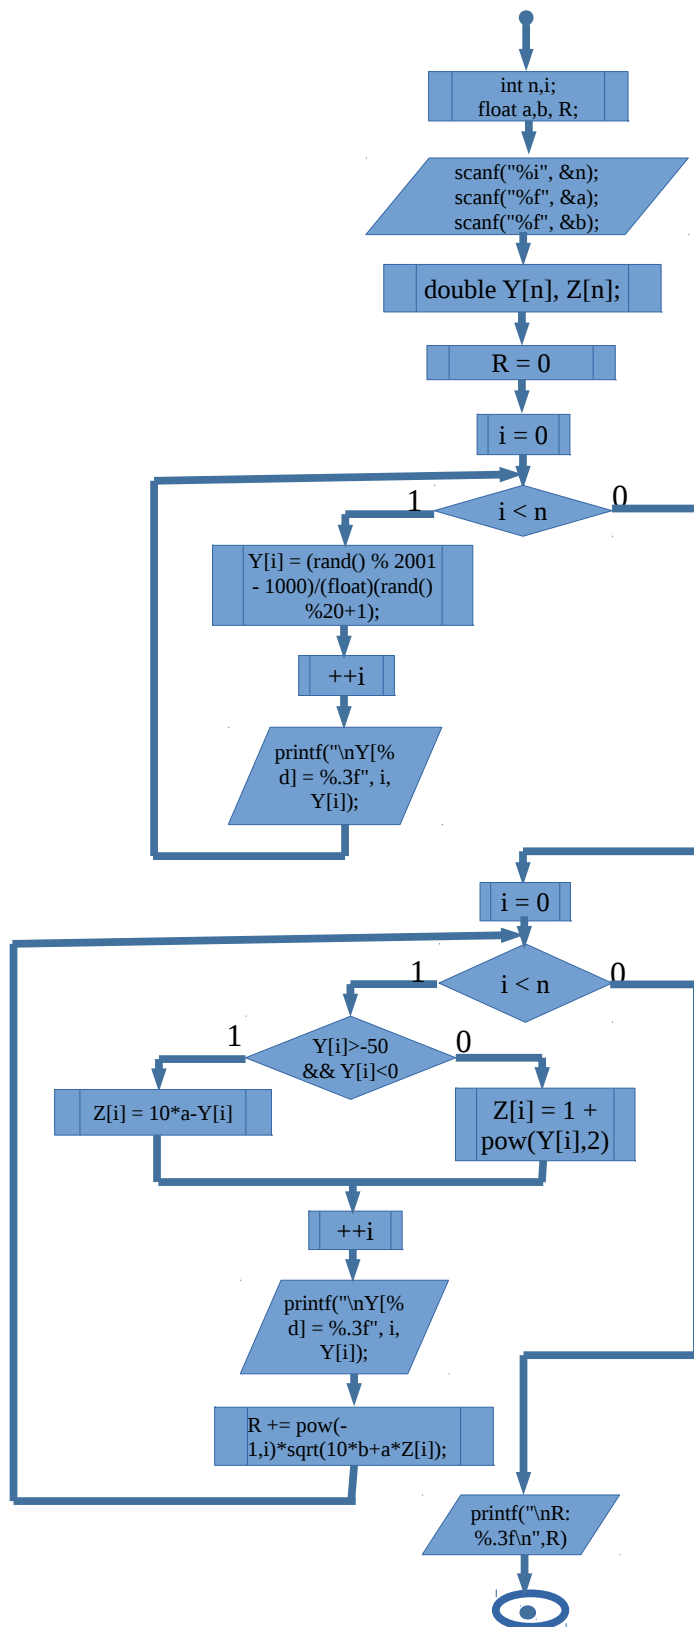 int n,i;
float a,b, R;
scanf("%i", &n);
scanf("%f", &a);
scanf("%f", &b);
double Y[n], Z[n];
R = 0
i = 0
1
i < n
0
Y[i] = (rand() % 2001
- 1000)/(float)(rand()
%20+1);
++i
printf("\nY[%
d] = %.3f", i,
Y[i]);
i = 0
1
i < n
0
1
Y[i]>-50
&& Y[i]<0
0
Z[i] = 10*a-Y[i]
Z[i] = 1 +
pow(Y[i],2)
++i
printf("\nY[%
d] = %.3f", i,
Y[i]);
R += pow(-
1,i)*sqrt(10*b+a*Z[i]);
printf("\nR:
%.3f\n",R)